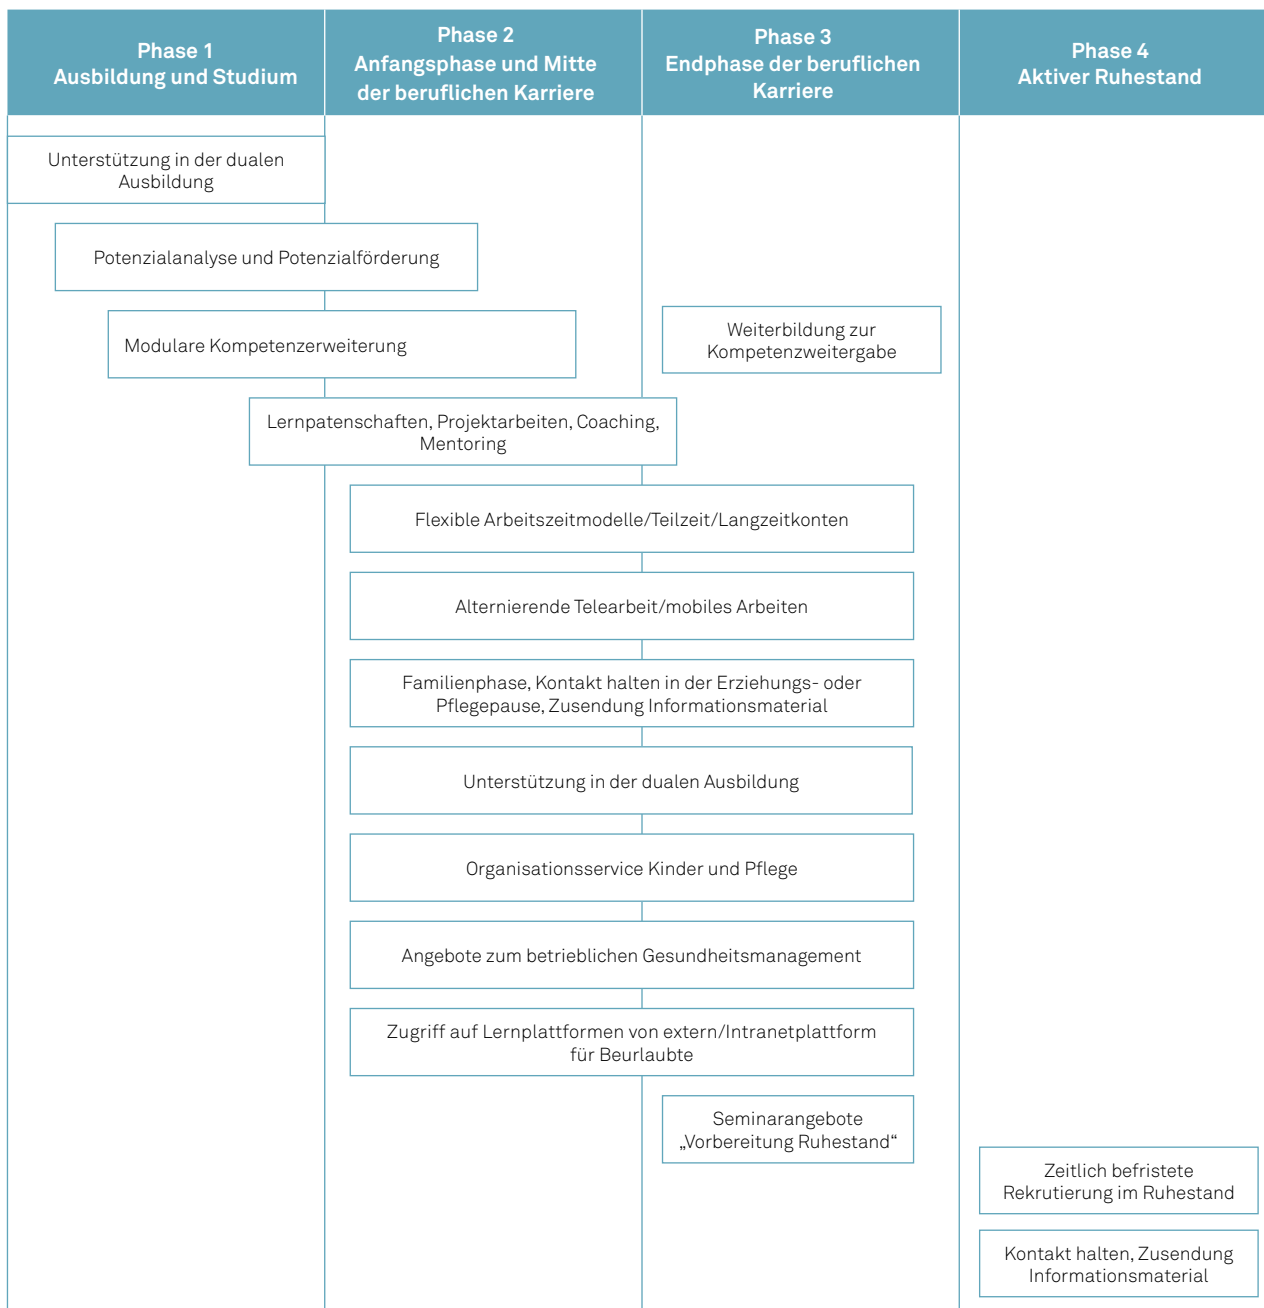 Phase 1
Ausbildung und Studium
Phase 2
Anfangsphase und Mitte
der beruflichen Karriere
Phase 3
Endphase der beruflichen
Karriere
Phase 4
Aktiver Ruhestand
Unterstützung in der dualen
Ausbildung
Potenzialanalyse und Potenzialförderung
Modulare Kompetenzerweiterung
Weiterbildung zur
Kompetenzweitergabe
Lernpatenschaften, Projektarbeiten, Coaching,
Mentoring
Flexible Arbeitszeitmodelle/Teilzeit/Langzeitkonten
Alternierende Telearbeit/mobiles Arbeiten
Familienphase, Kontakt halten in der Erziehungs- oder
Pflegepause, Zusendung Informationsmaterial
Unterstützung in der dualen Ausbildung
Organisationsservice Kinder und Pflege
Angebote zum betrieblichen Gesundheitsmanagement
Zugriff auf Lernplattformen von extern/Intranetplattform
für Beurlaubte
Seminarangebote
„Vorbereitung Ruhestand“
Zeitlich befristete
Rekrutierung im Ruhestand
Kontakt halten, Zusendung
Informationsmaterial